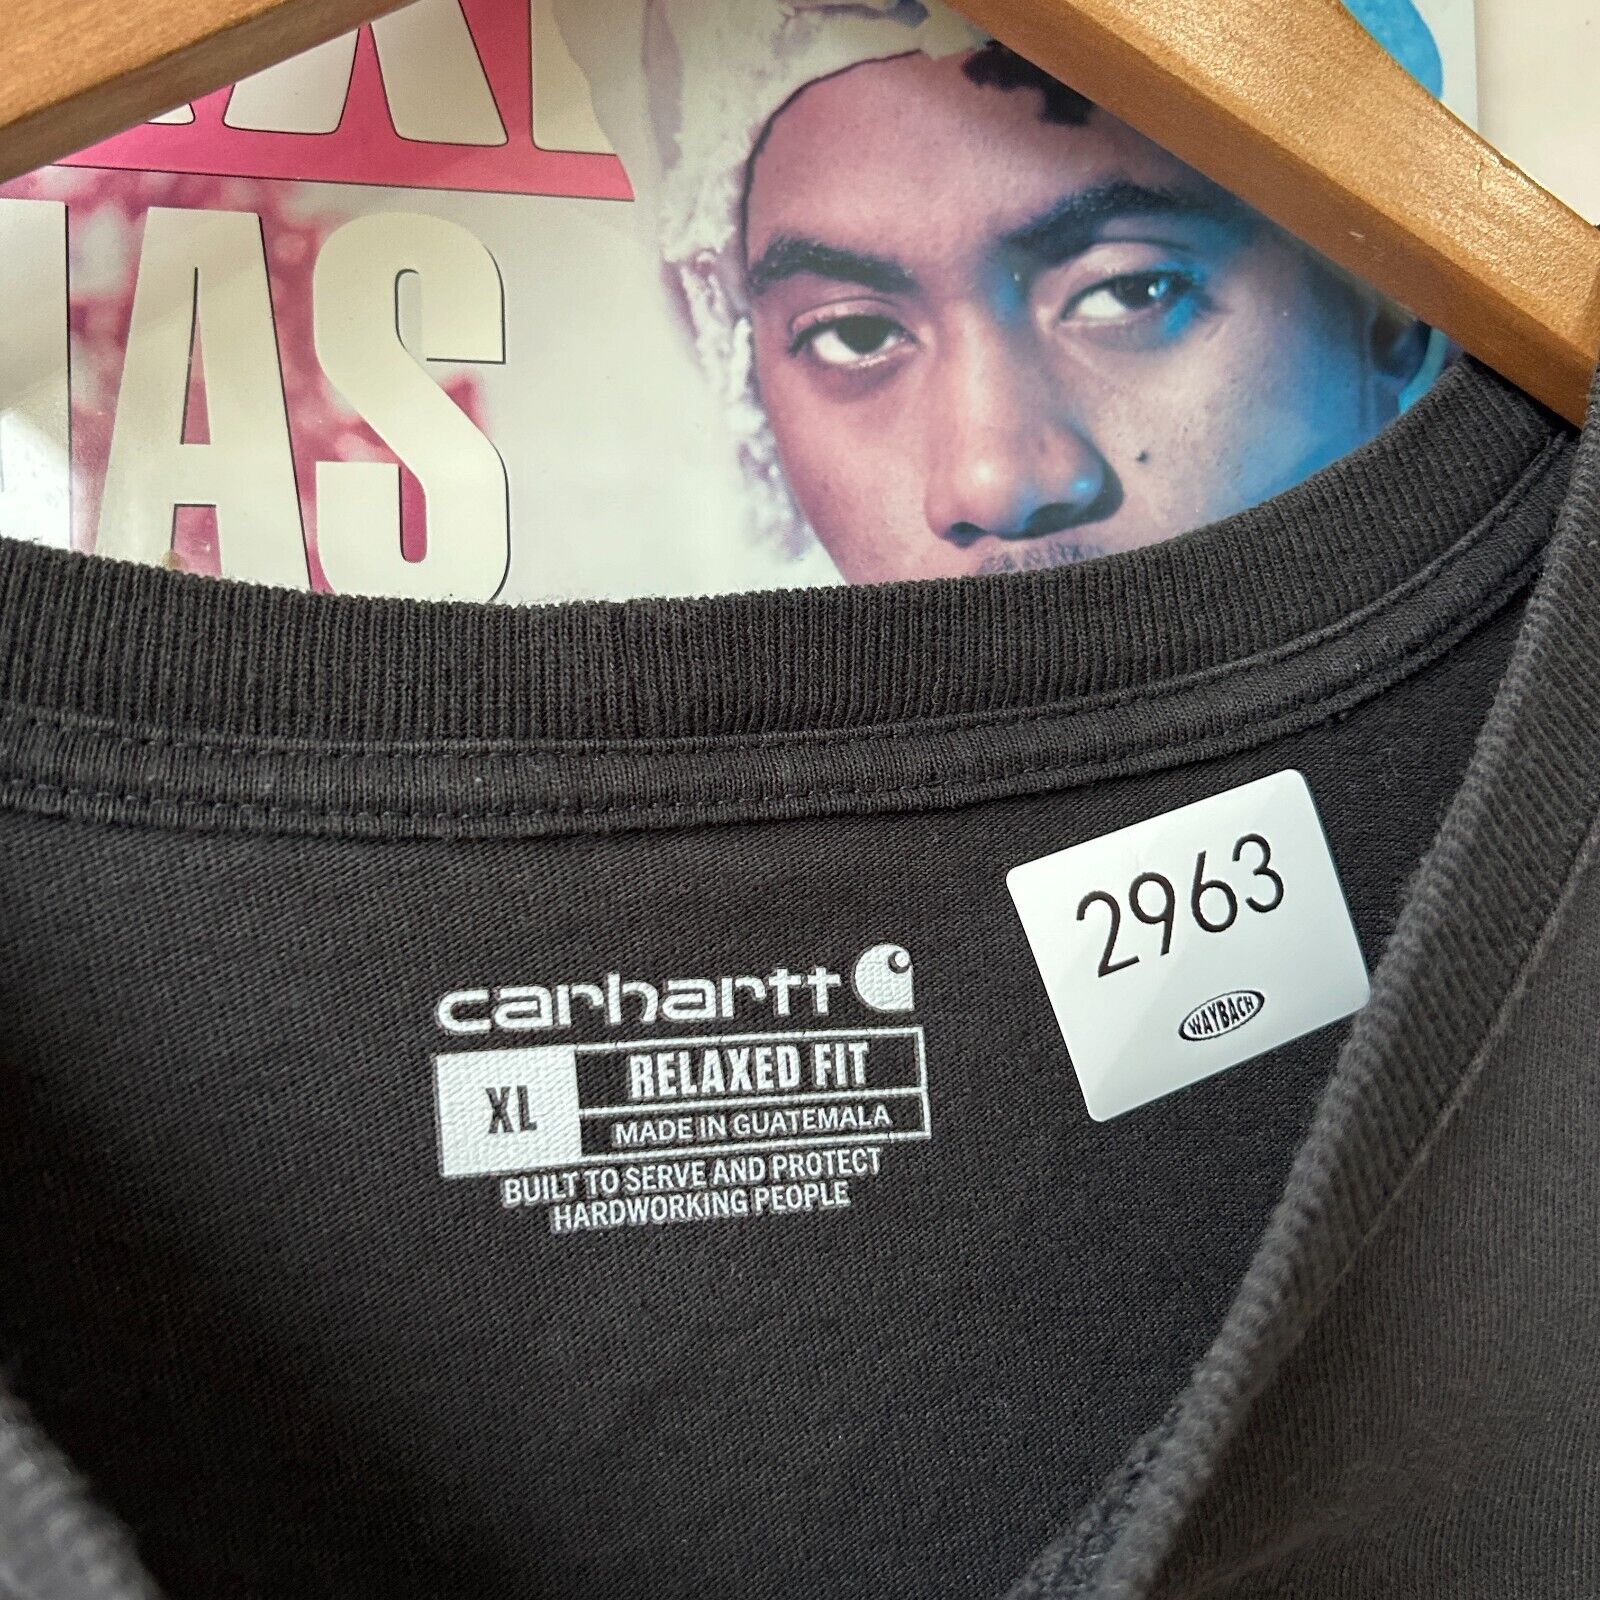 AS
2963
WAYBACH
carhartt
XL
RELAXED FIT
MADE IN GUATEMALA
BUILT TO SERVE AND PROTECT
HARDWORKING PEOPLE